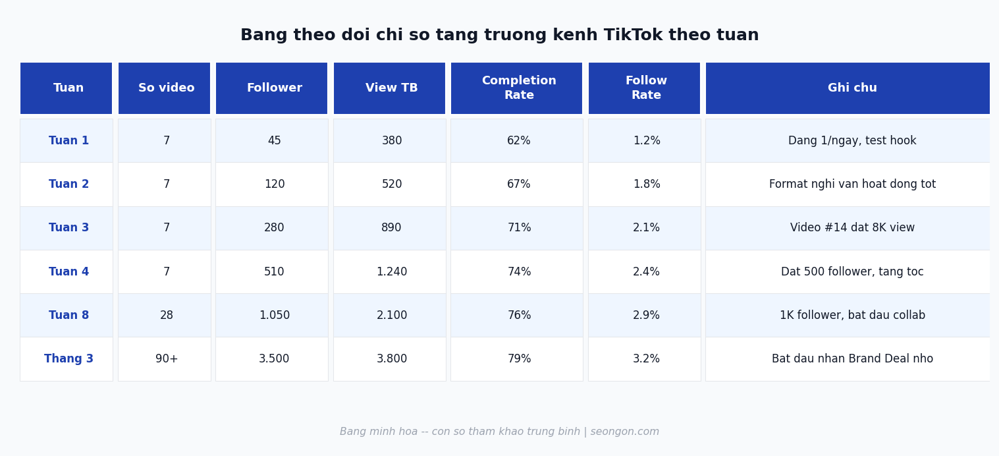 Bang theo doi chi so tang truong kenh TikTok theo tuan
Tuan So video Follower View TB Completion Rate Follow Rate Ghi chu
Tuan 1 7 45 380 62% 1.2% Dang 1/ngay, test hook
Tuan 2 7 120 520 67% 1.8% Format nghi van hoat dong tot
Tuan 3 7 280 890 71% 2.1% Video #14 dat 8K view
Tuan 4 7 510 1.240 74% 2.4% Dat 500 follower, tang toc
Tuan 8 28 1.050 2.100 76% 2.9% 1K follower, bat dau collab
Thang 3 90+ 3.500 3.800 79% 3.2% Bat dau nhan Brand Deal nho
Bang minh hoa -- con so tham khao trung binh | seongon.com